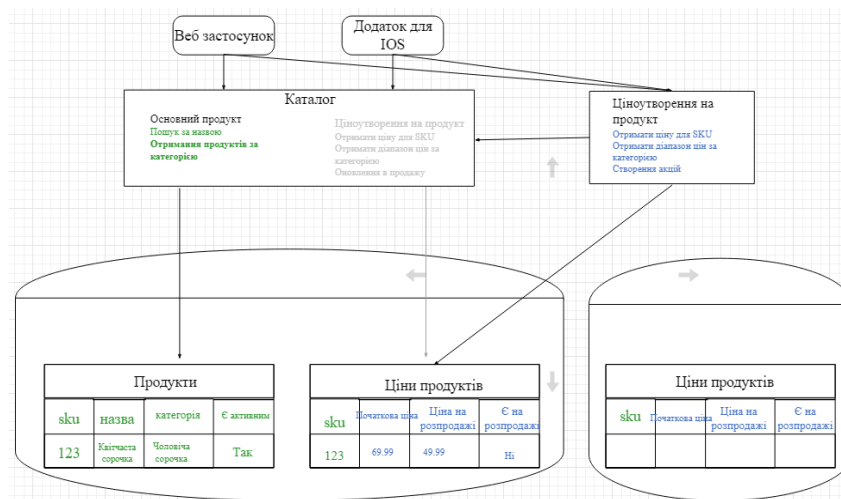 Веб застосунок
Додаток для
IOS
Каталог
Основний продукт
Пошук за назвою
Отримання продуктів за
категорією
Ціноутворення на продукт
Отримати ціну для SKU
Отримати діапазон цін за
категорією
Оновлення в продажу
Ціноутворення на
продукт
Отримати ціну для SKU
Отримати діапазон цін за
категорією
Створення акцій
Продукти
sku назва категорія Є активним
123 Квітчаста Чоловіча Так
сорочка сорочка
Ціни продуктів
sku Початкова ціна Ціна на Є на
розпродажі розпродажі
123 69.99 49.99 Ні
Ціни продуктів
sku Початкова ціна Ціна на Є на
розпродажі розпродажі